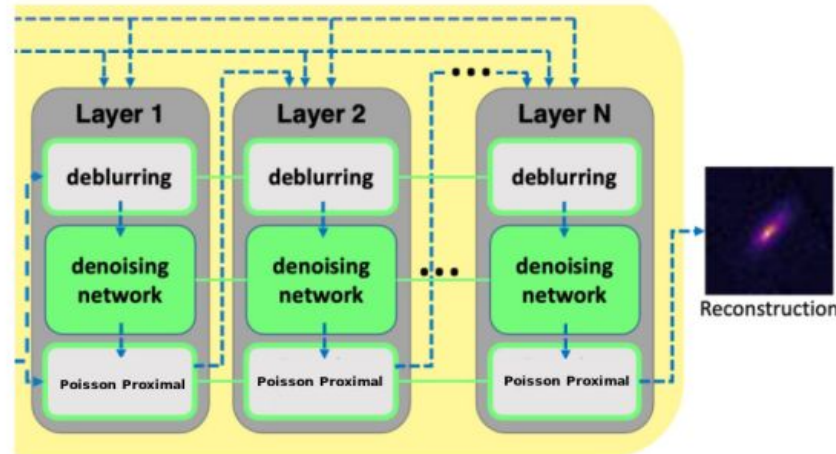 Layer 1
Layer 2
Layer N
deblurring
deblurring
deblurring
denoising
network
denoising
network
denoising
network
Poisson Proximal
Poisson Proximal
Poisson Proximal
Reconstruction